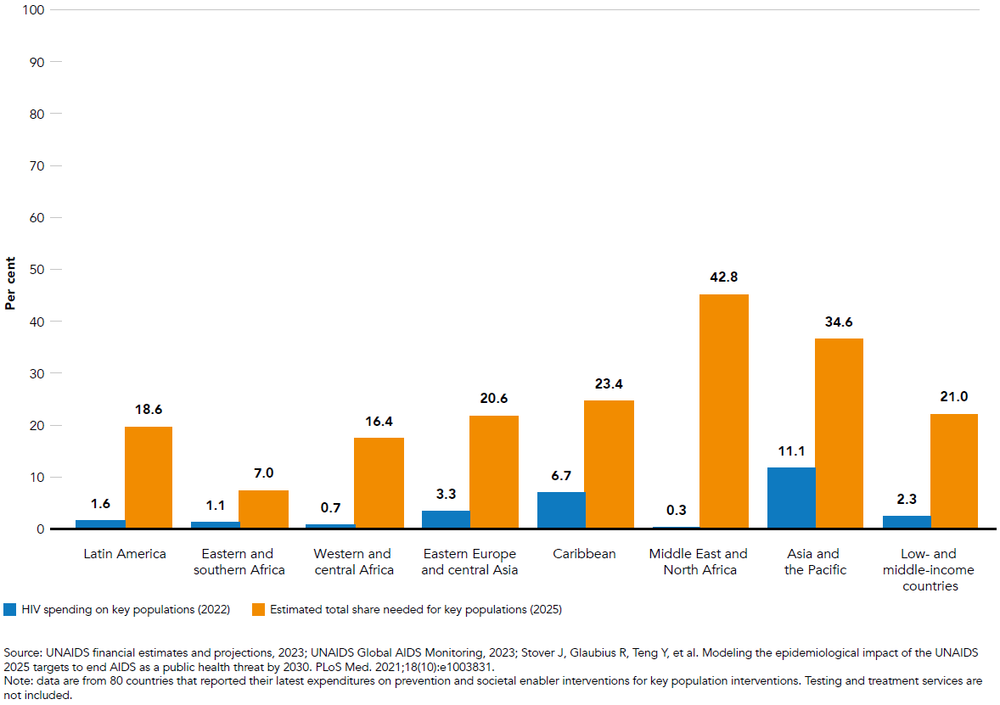 100
90
80
70
60
50
40
30
20
10
0
Per cent
1.6
18.6
1.1
7.0
0.7
16.4
3.3
20.6
6.7
23.4
0.3
42.8
11.1
34.6
2.3
21.0
Latin America
Eastern and
southern Africa
Western and
central Africa
Eastern Europe
and central Asia
Caribbean
Middle East and
North Africa
Asia and
the Pacific
Low- and
middle-income
countries
HIV spending on key populations (2022)
Estimated total share needed for key populations (2025)
Source: UNAIDS financial estimates and projections, 2023; UNAIDS Global AIDS Monitoring, 2023; Stover J, Glaubius R, Teng Y, et al. Modeling the epidemiological impact of the UNAIDS
2025 targets to end AIDS as a public health threat by 2030. PLoS Med. 2021;18(10):e1003831.
Note: data are from 80 countries that reported their latest expenditures on prevention and societal enabler interventions for key population interventions. Testing and treatment services are
not included.